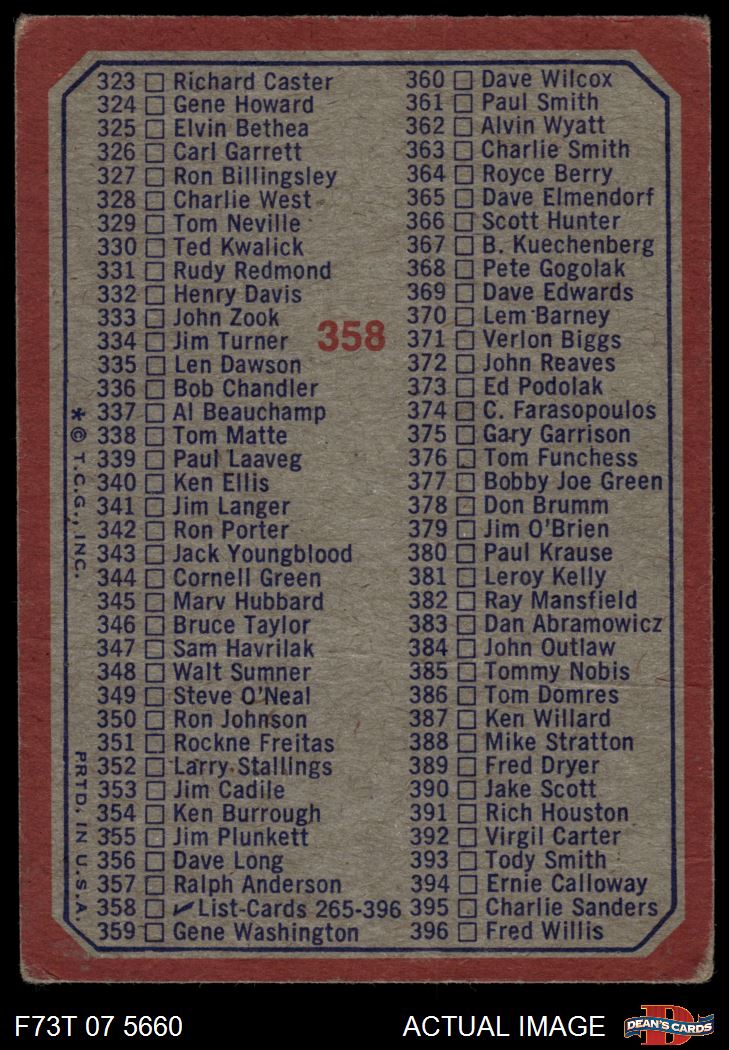 323 Richard Caster
324 Gene Howard
325 Elvin Bethea
326 Carl Garrett
327 Ron Billingsley
328 Charlie West
329 Tom Neville
330 Ted Kwalick
331 Rudy Redmond
332 Henry Davis
333 John Zook
334 Jim Turner
335 Len Dawson
336 Bob Chandler
337 Al Beauchamp
338 Tom Matte
339 Paul Laaveg
340 Ken Ellis
341 Jim Langer
342 Ron Porter
343 Jack Youngblood
344 Cornell Green
345 Marv Hubbard
346 Bruce Taylor
347 Sam Havrilak
348 Walt Sumner
349 Steve O'Neal
350 Ron Johnson
351 Rockne Freitas
352 Larry Stallings
353 Jim Cadile
354 Ken Burrough
355 Jim Plunkett
356 Dave Long
357 Ralph Anderson
358 List-Cards 265-396
359 Gene Washington
358
360 Dave Wilcox
361 Paul Smith
362 Alvin Wyatt
363 Charlie Smith
364 Royce Berry
365 Dave Elmendorf
366 Scott Hunter
367 B. Kuechenberg
368 Pete Gogolak
369 Dave Edwards
370 Lem Barney
371 Verlon Biggs
372 John Reaves
373 Ed Podolak
374 C. Farasopoulos
375 Gary Garrison
376 Tom Funchess
377 Bobby Joe Green
378 Don Brumm
379 Jim O'Brien
380 Paul Krause
381 Leroy Kelly
382 Ray Mansfield
383 Dan Abramowicz
384 John Outlaw
385 Tommy Nobis
386 Tom Domres
387 Ken Willard
388 Mike Stratton
389 Fred Dryer
390 Jake Scott
391 Rich Houston
392 Virgil Carter
393 Tody Smith
394 Ernie Calloway
395 Charlie Sanders
396 Fred Willis
* © T.C.G., INC. PRTD. IN U.S.A.
F73T 07 5660
ACTUAL IMAGE
D
DEAN'S CARDS